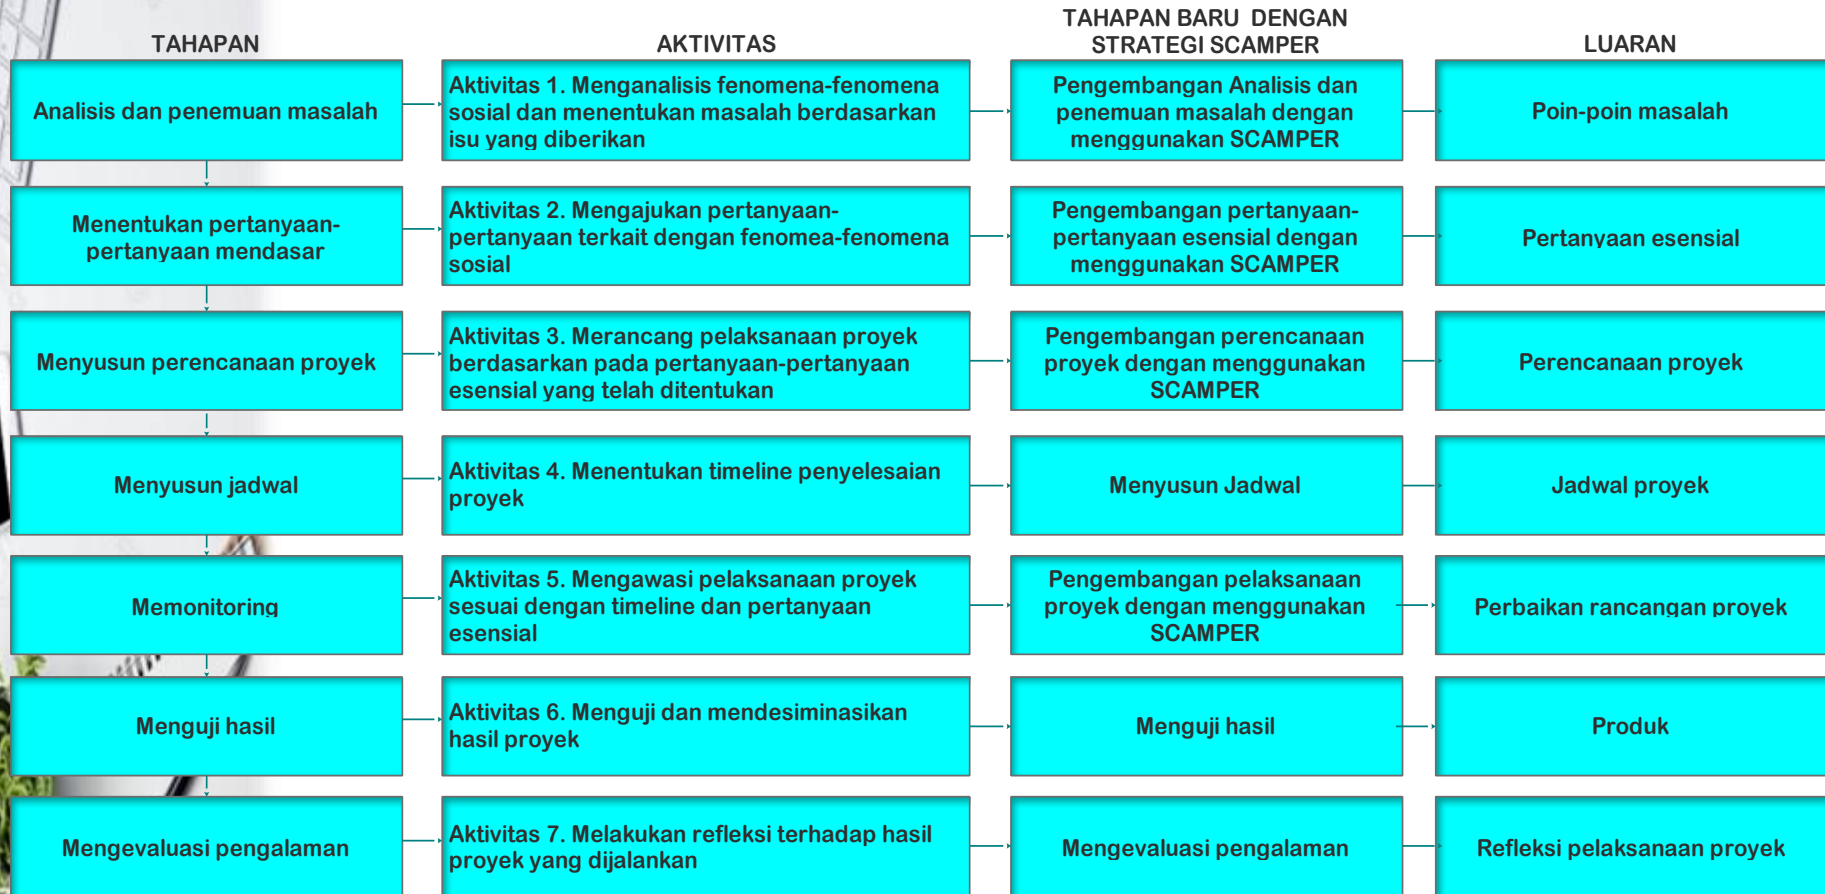 TAHAPAN
AKTIVITAS
TAHAPAN BARU DENGAN
STRATEGI SCAMPER
LUARAN
Analisis dan penemuan masalah
Aktivitas 1. Menganalisis fenomena-fenomena
sosial dan menentukan masalah berdasarkan
isu yang diberikan
Pengembangan Analisis dan
penemuan masalah dengan
menggunakan SCAMPER
Poin-poin masalah
Menentukan pertanyaan-
pertanyaan mendasar
Aktivitas 2. Mengajukan pertanyaan-
pertanyaan terkait dengan fenomea-fenomena
sosial
Pengembangan pertanyaan-
pertanyaan esensial dengan
menggunakan SCAMPER
Pertanyaan esensial
Menyusun perencanaan proyek
Aktivitas 3. Merancang pelaksanaan proyek
berdasarkan pada pertanyaan-pertanyaan
esensial yang telah ditentukan
Pengembangan perencanaan
proyek dengan menggunakan
SCAMPER
Perencanaan proyek
Menyusun jadwal
Aktivitas 4. Menentukan timeline penyelesaian
proyek
Menyusun Jadwal
Jadwal proyek
Memonitoring
Aktivitas 5. Mengawasi pelaksanaan proyek
sesuai dengan timeline dan pertanyaan
esensial
Pengembangan pelaksanaan
proyek dengan menggunakan
SCAMPER
Perbaikan rancangan proyek
Menguji hasil
Aktivitas 6. Menguji dan mendesiminasikan
hasil proyek
Menguji hasil
Produk
Mengevaluasi pengalaman
Aktivitas 7. Melakukan refleksi terhadap hasil
proyek yang dijalankan
Mengevaluasi pengalaman
Refleksi pelaksanaan proyek